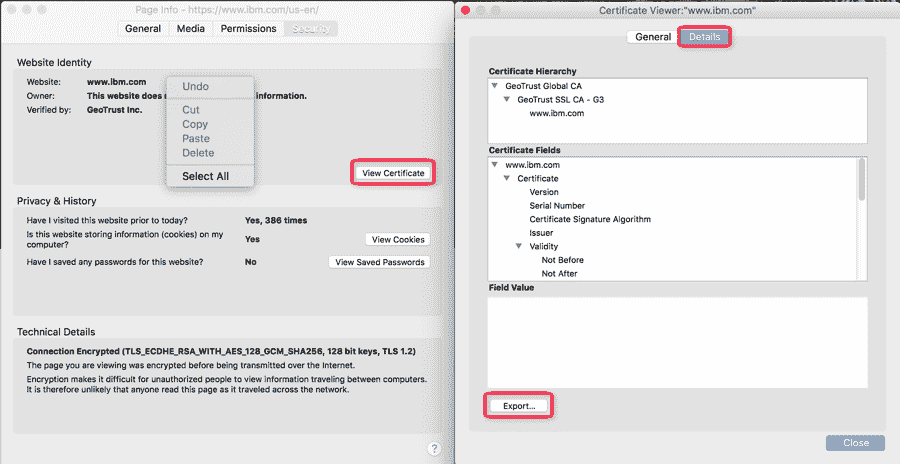 Page Info - https://www.ibm.com/us-en/
General Media Permissions Security
Website Identity
Website: www.ibm.com
Owner: This website does information.
Verified by: GeoTrust Inc.
Undo
Cut
Copy
Paste
Delete
Select All
View Certificate
Privacy & History
Have I visited this website prior to today? Yes, 386 times
Is this website storing information (cookies) on my
computer? Yes View Cookies
Have I saved any passwords for this website? No View Saved Passwords
Technical Details
Connection Encrypted (TLS_ECDHE_RSA_WITH_AES_128_GCM_SHA256, 128 bit keys, TLS 1.2)
The page you are viewing was encrypted before being transmitted over the Internet.
Encryption makes it difficult for unauthorized people to view information traveling between computers.
It is therefore unlikely that anyone read this page as it traveled across the network.
?
Certificate Viewer:"www.ibm.com"
General Details
Certificate Hierarchy
GeoTrust Global CA
GeoTrust SSL CA - G3
www.ibm.com
Certificate Fields
www.ibm.com
Certificate
Version
Serial Number
Certificate Signature Algorithm
Issuer
Validity
Not Before
Not After
Field Value
Export...
Close